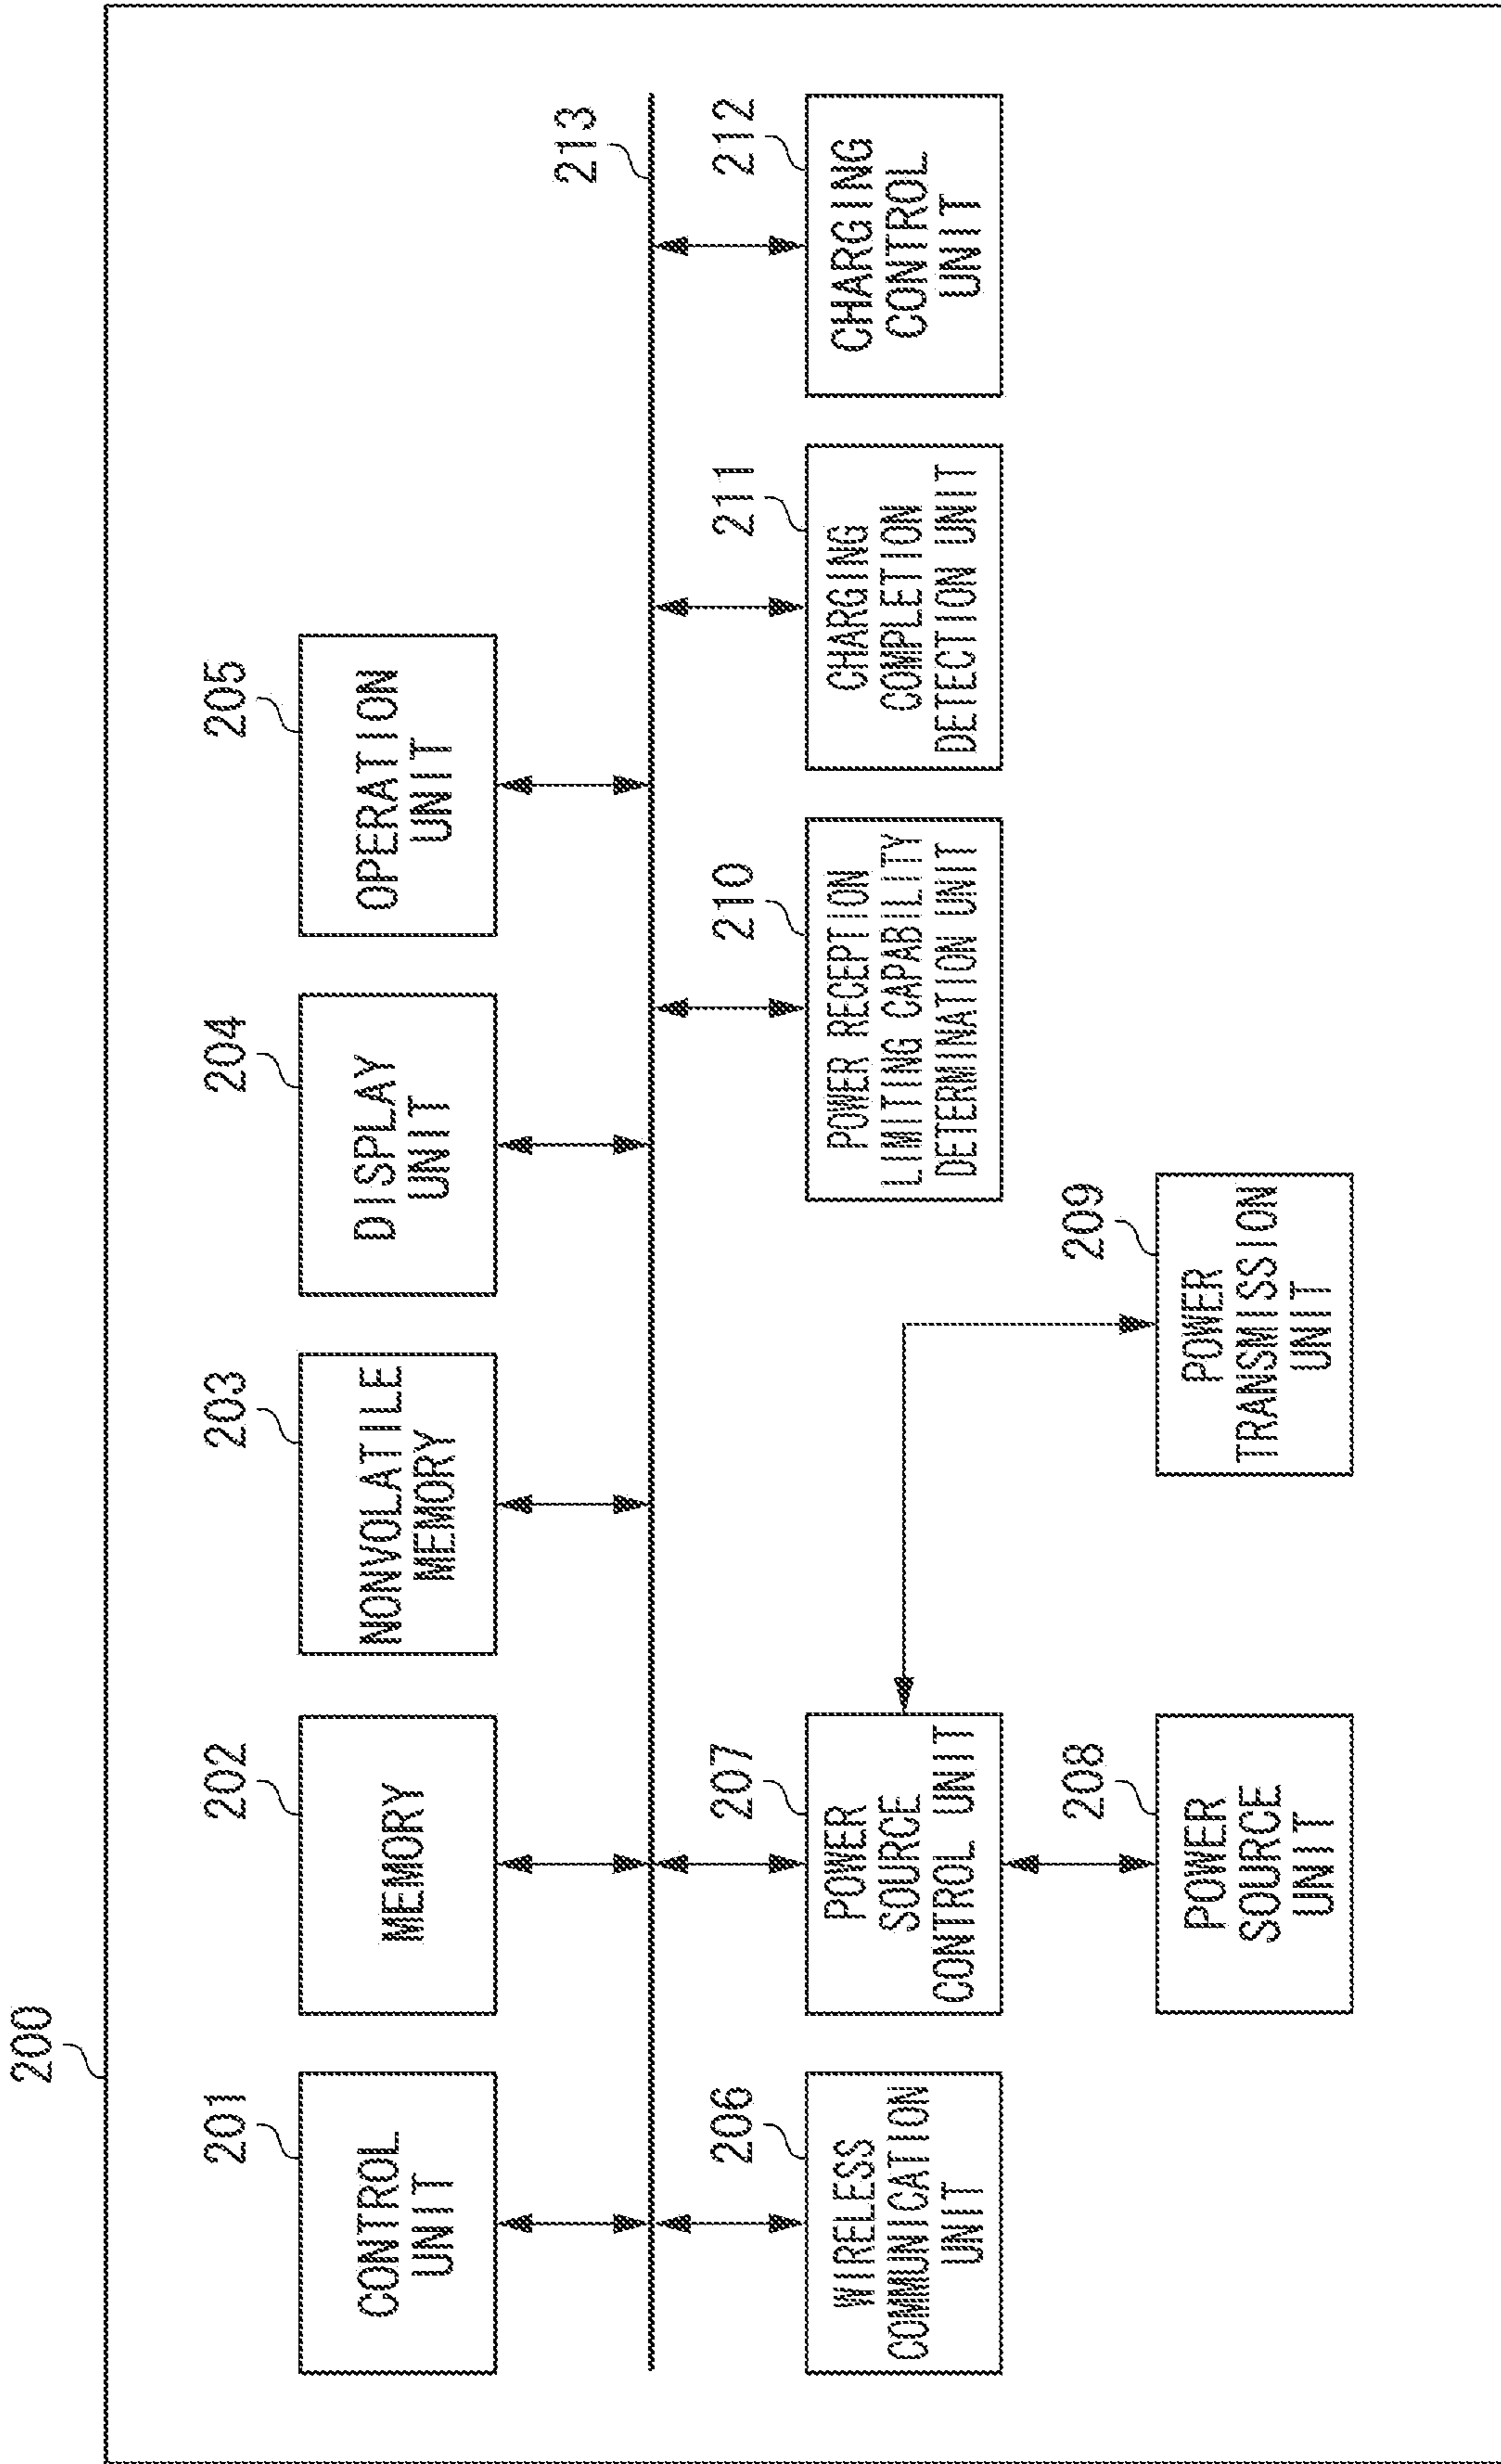 200
201
CONTROL
UNIT
202
MEMORY
203
NONVOLATILE
MEMORY
204
DISPLAY
UNIT
205
OPERATION
UNIT
213
206
WIRELESS
COMMUNICATION
UNIT
207
POWER
SOURCE
CONTROL UNIT
210
POWER RECEPTION
LIMITING CAPABILITY
DETERMINATION UNIT
211
CHARGING
COMPLETION
DETECTION UNIT
212
CHARGING
CONTROL
UNIT
208
POWER
SOURCE
UNIT
209
POWER
TRANSMISSION
UNIT